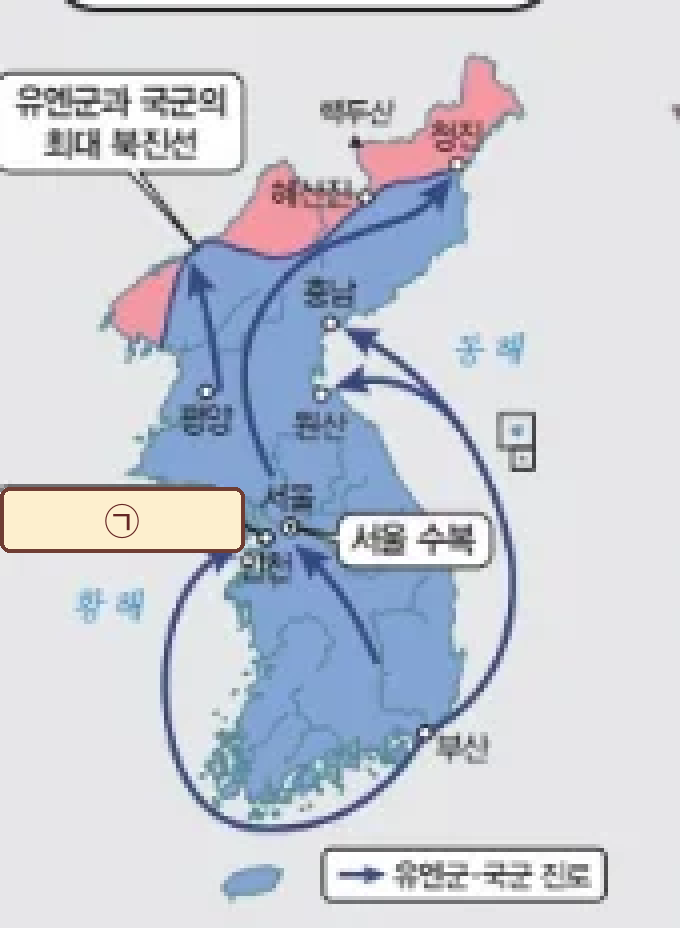 유엔군과 국군의
최대 북진선
백두산
청진
혜산진
흥남
동해
평양
원산
㉠
서울
서울 수복
인천
황해
부산
유엔군·국군 진로